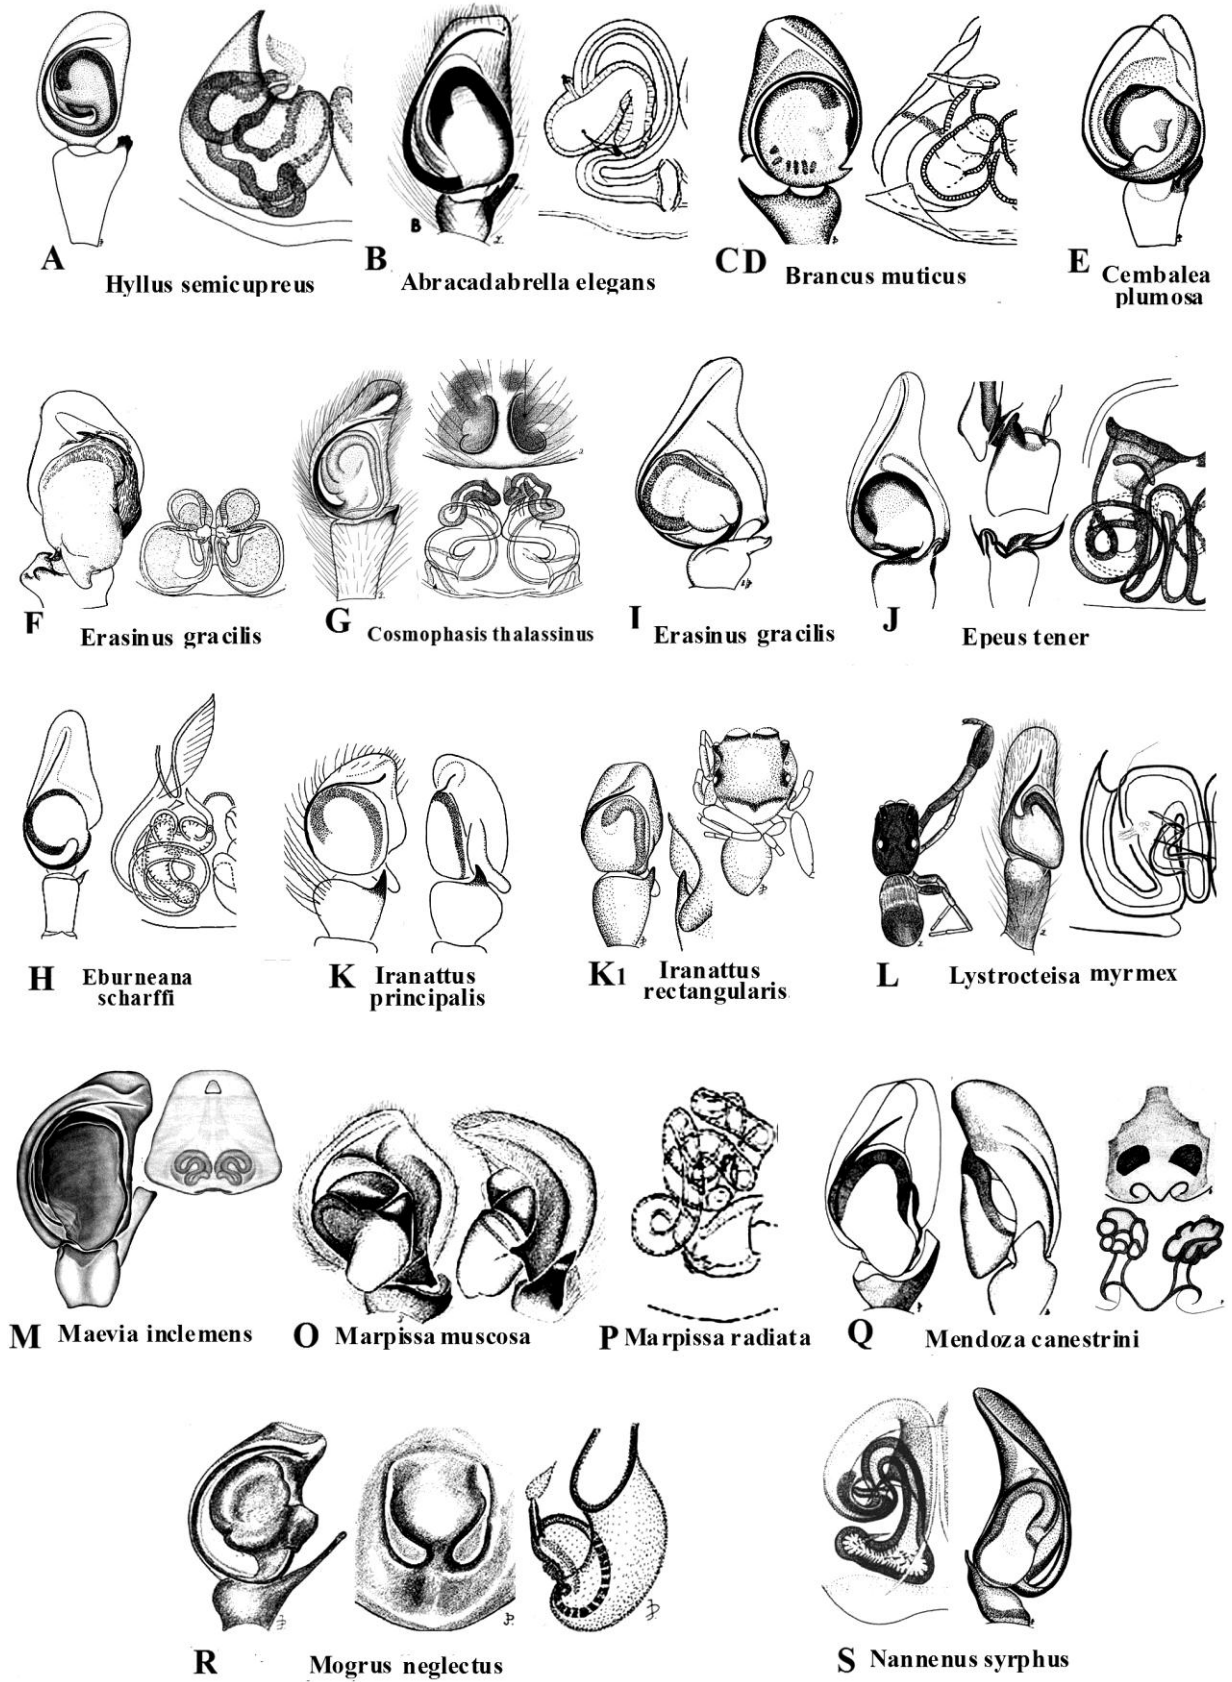 B
A
Hyllus semicupreus
B
Abracadabrella elegans
CD
Brancus muticus
E
Cembalea
plumosa
F
Erasinus gracilis
G
Cosmophasis thalassinus
I
Erasinus gracilis
J
Epeus tener
H
Eburneana
scharffi
K
Iranattus
principalis
K1
Iranattus
rectangularis
L
Lystrocteisa myrmex
M
Maevia inclemens
O
Marpissa muscosa
P
Marpissa radiata
Q
Mendoza canestrini
R
Mogrus neglectus
S
Nannenus syrphus